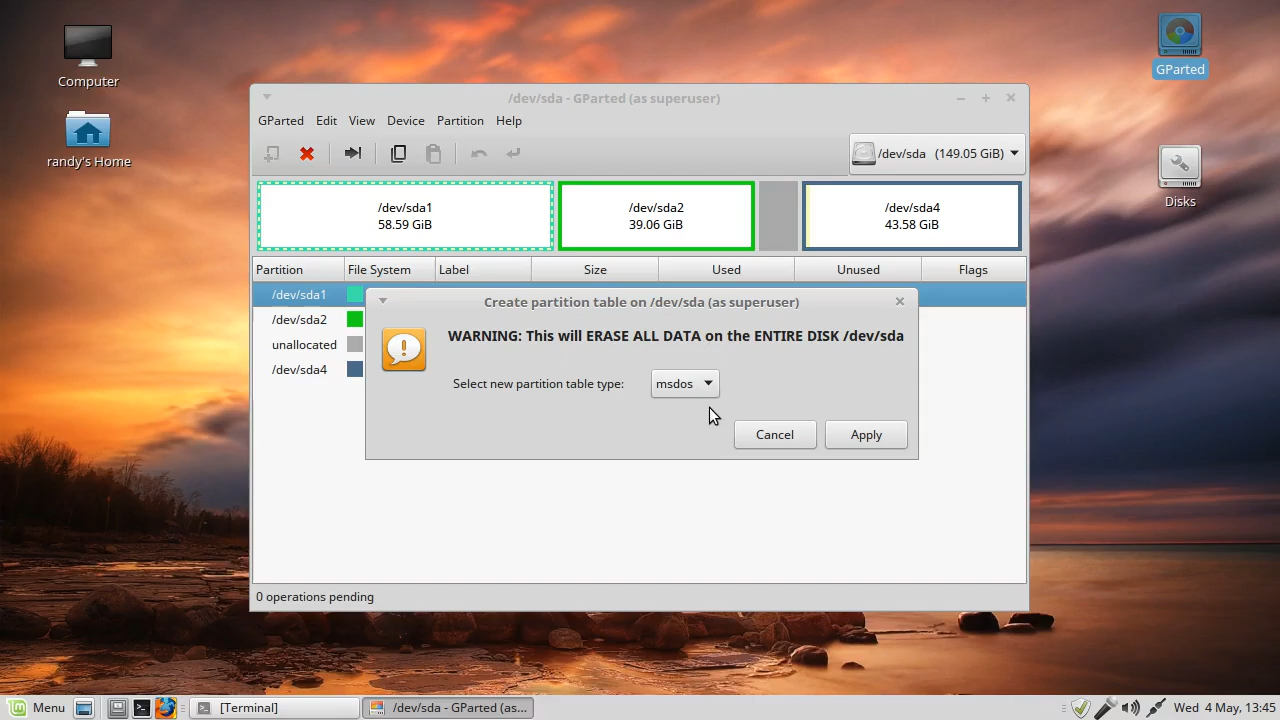 Computer
randy's Home
GParted
Disks
/dev/sda - GParted (as superuser)
GParted Edit View Device Partition Help
/dev/sda (149.05 GiB)
/dev/sda1
58.59 GiB
/dev/sda2
39.06 GiB
/dev/sda4
43.58 GiB
Partition File System Label Size Used Unused Flags
/dev/sda1
/dev/sda2
unallocated
/dev/sda4
Create partition table on /dev/sda (as superuser)
WARNING: This will ERASE ALL DATA on the ENTIRE DISK /dev/sda
Select new partition table type: msdos
Cancel Apply
0 operations pending
Menu [Terminal] /dev/sda - GParted (as... Wed 4 May, 13:45